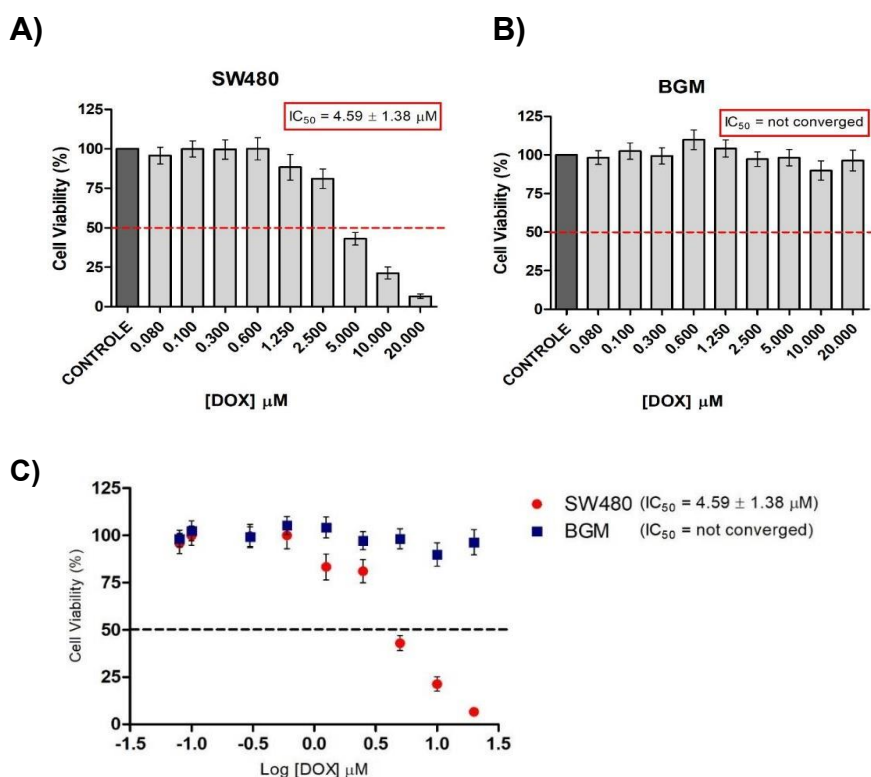 A)
SW480
IC50 = 4.59 ± 1.38 μM
Cell Viability (%)
125
100
75
50
25
0
CONTROLE
0.080
0.100
0.300
0.600
1.250
2.500
5.000
10.000
20.000
[DOX] μM
B)
BGM
IC50 = not converged
Cell Viability (%)
125
100
75
50
25
0
CONTROLE
0.080
0.100
0.300
0.600
1.250
2.500
5.000
10.000
20.000
[DOX] μM
C)
Cell Viability (%)
125
100
75
50
25
0
-1.5
-1.0
-0.5
0.0
0.5
1.0
1.5
Log [DOX] μM
SW480 (IC50 = 4.59 ± 1.38 μM)
BGM (IC50 = not converged)